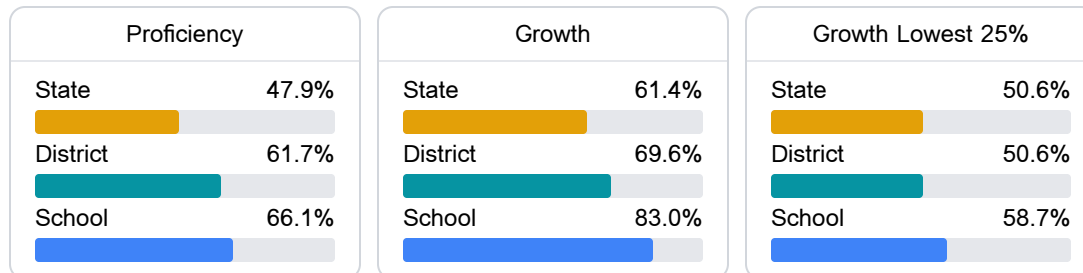 Proficiency
State 47.9%
District 61.7%
School 66.1%
Growth
State 61.4%
District 69.6%
School 83.0%
Growth Lowest 25%
State 50.6%
District 50.6%
School 58.7%